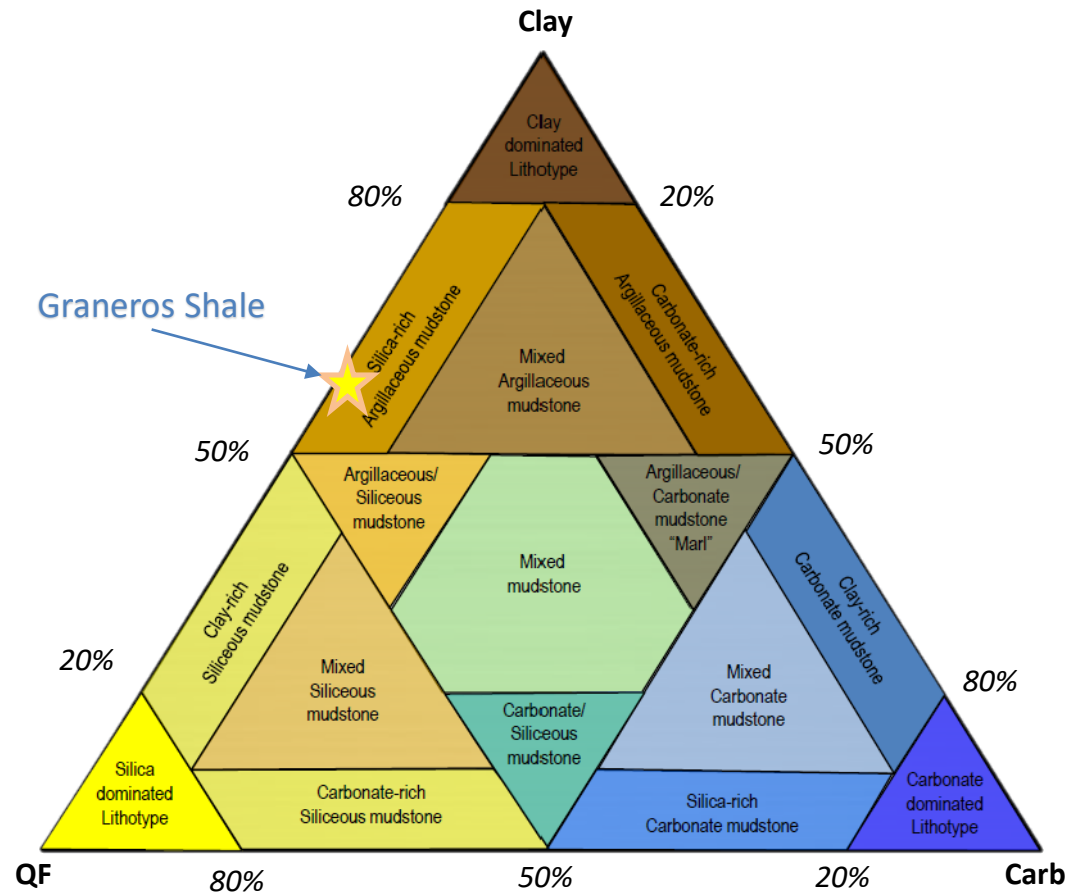 Clay
Clay
dominated
Lithotype
80%
20%
Graneros Shale
Silica-rich
Argillaceous mudstone
Carbonate-rich
Argillaceous mudstone
Mixed
Argillaceous
mudstone
50%
50%
Argillaceous/
Siliceous
mudstone
Argillaceous/
Carbonate
mudstone
“Marl”
Mixed
mudstone
Clay-rich
Siliceous mudstone
Clay-rich
Carbonate mudstone
20%
80%
Mixed
Siliceous
mudstone
Mixed
Carbonate
mudstone
Carbonate/
Siliceous
mudstone
Silica
dominated
Lithotype
Carbonate-rich
Siliceous mudstone
Silica-rich
Carbonate mudstone
Carbonate
dominated
Lithotype
QF
80%
50%
20%
Carb